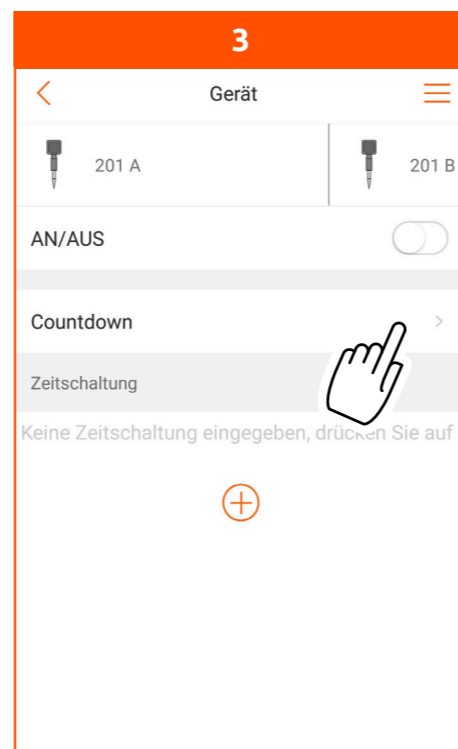 3
Gerät
201 A
201 B
AN/AUS
Countdown
Zeitschaltung
Keine Zeitschaltung eingegeben, drücken Sie auf